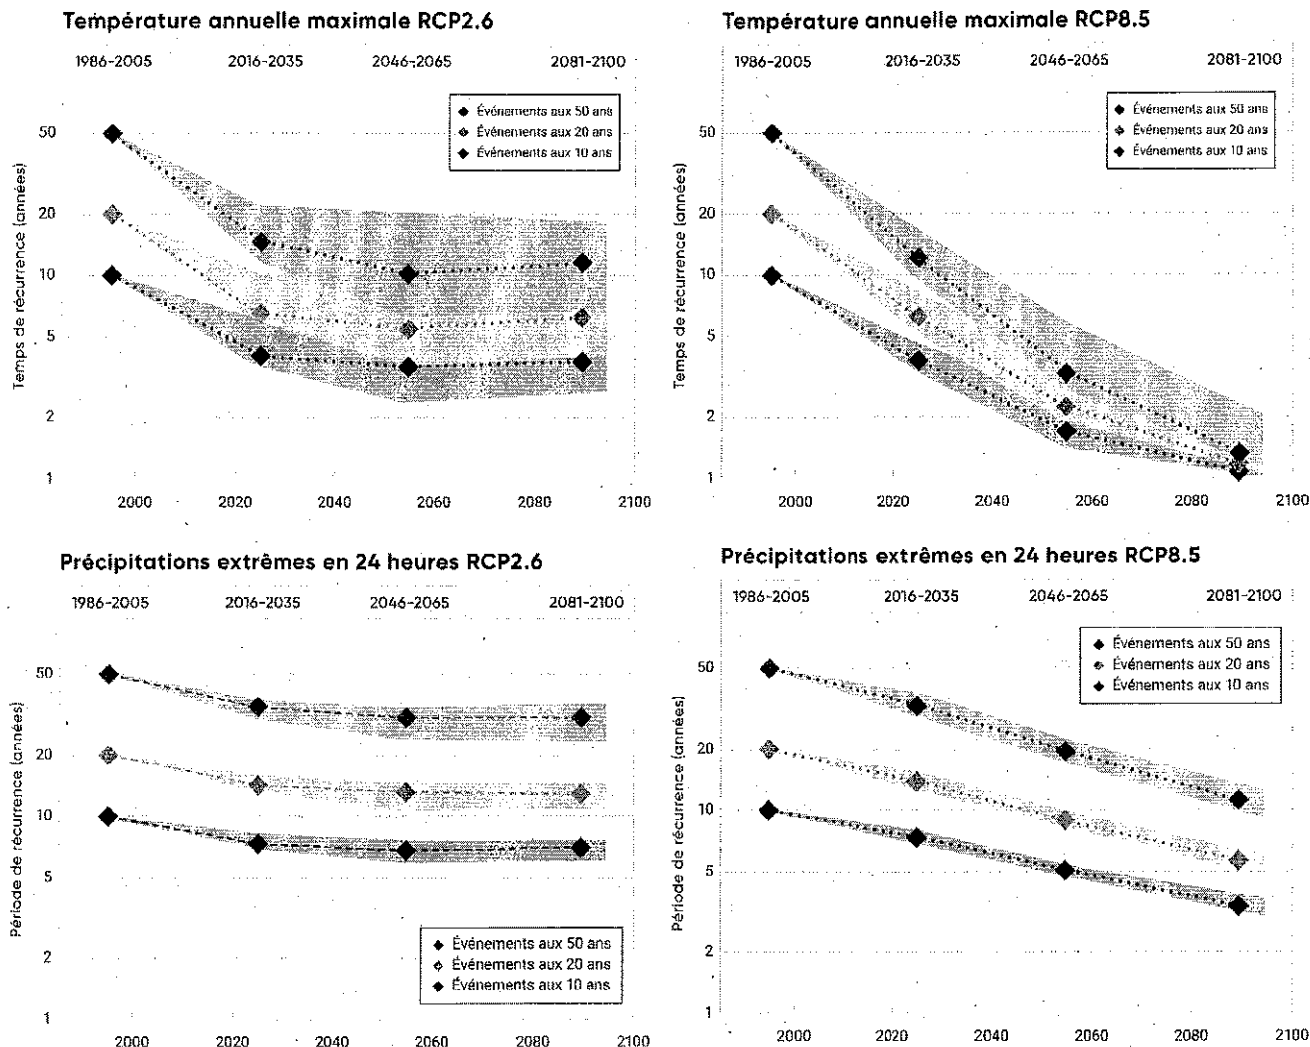 Température annuelle maximale RCP2.6
1986-2005 2016-2035 2046-2065 2081-2100
Événements aux 50 ans
Événements aux 20 ans
Événements aux 10 ans
Temps de récurrence (années)
50
20
10
5
2
1
2000 2020 2040 2060 2080 2100
Température annuelle maximale RCP8.5
1986-2005 2016-2035 2046-2065 2081-2100
Événements aux 50 ans
Événements aux 20 ans
Événements aux 10 ans
Temps de récurrence (années)
50
20
10
5
2
1
2000 2020 2040 2060 2080 2100
Précipitations extrêmes en 24 heures RCP2.6
1986-2005 2016-2035 2046-2065 2081-2100
Période de récurrence (années)
50
20
10
5
2
1
Événements aux 50 ans
Événements aux 20 ans
Événements aux 10 ans
2000 2020 2040 2060 2080 2100
Précipitations extrêmes en 24 heures RCP8.5
1986-2005 2016-2035 2046-2065 2081-2100
Événements aux 50 ans
Événements aux 20 ans
Événements aux 10 ans
Période de récurrence (années)
50
20
10
5
2
1
2000 2020 2040 2060 2080 2100